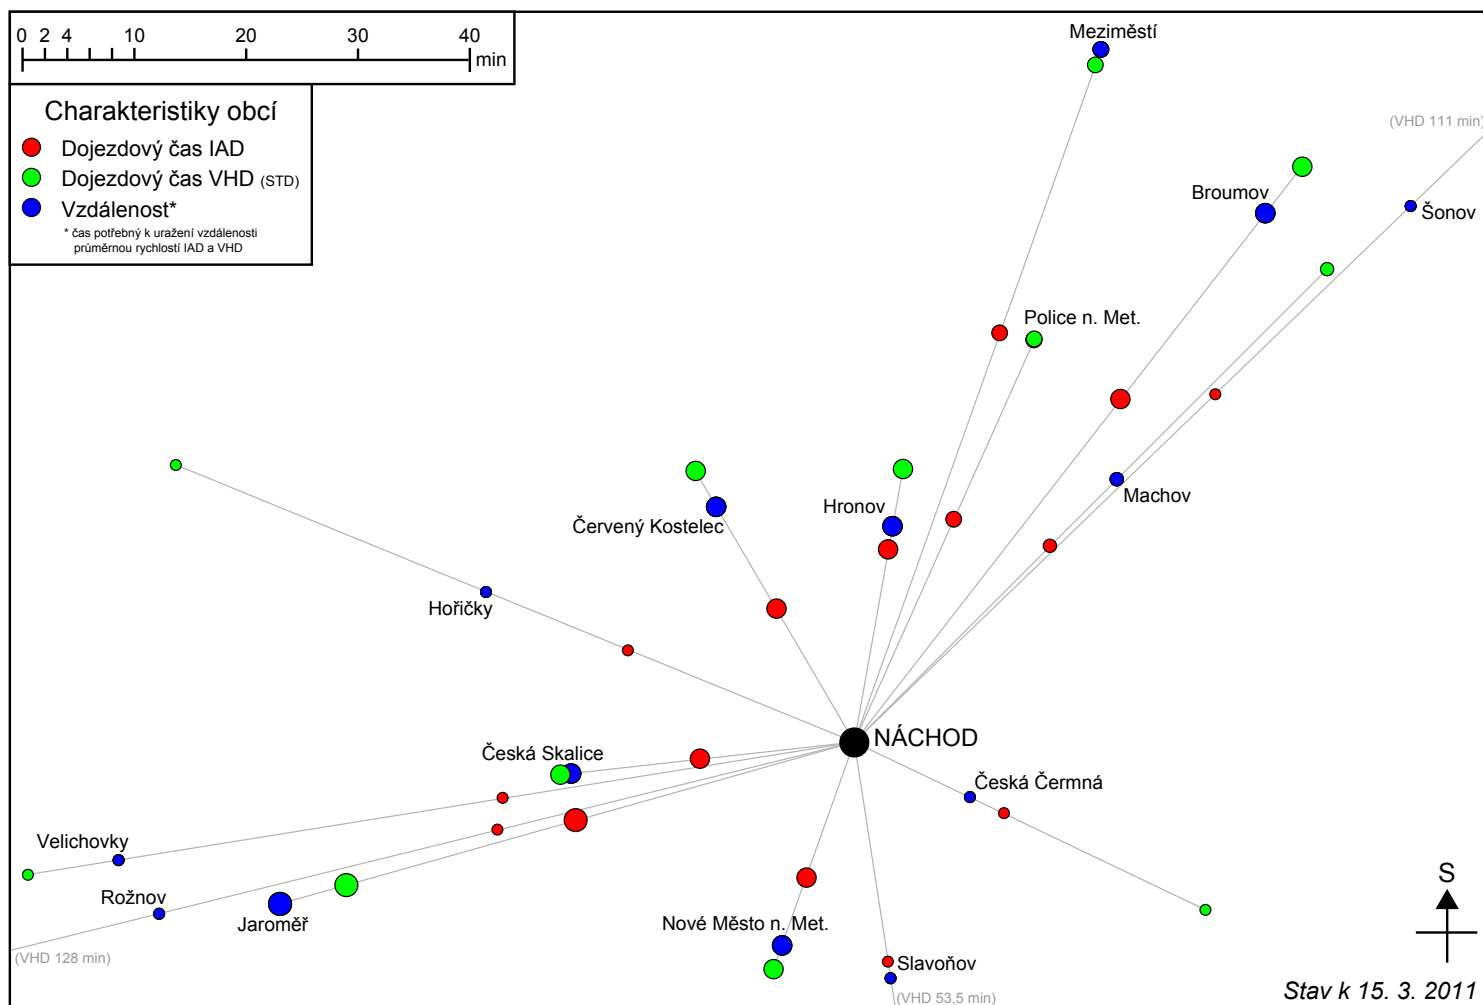 0 2 4 10 20 30 40
min
Charakteristiky obcí
Dojezdový čas IAD
Dojezdový čas VHD (STD)
Vzdálenost*
* čas potřebný k uražení vzdálenosti
průměrnou rychlostí IAD a VHD
Meziměstí
(VHD 111 min)
Broumov
Šonov
Police n. Met.
Machov
Hronov
Červený Kostelec
Hořičky
NÁCHOD
Česká Skalice
Česká Čermná
Velichovky
Rožnov
Jaroměř
Nové Město n. Met.
Slavoňov
(VHD 128 min)
(VHD 53,5 min)
S
Stav k 15. 3. 2011